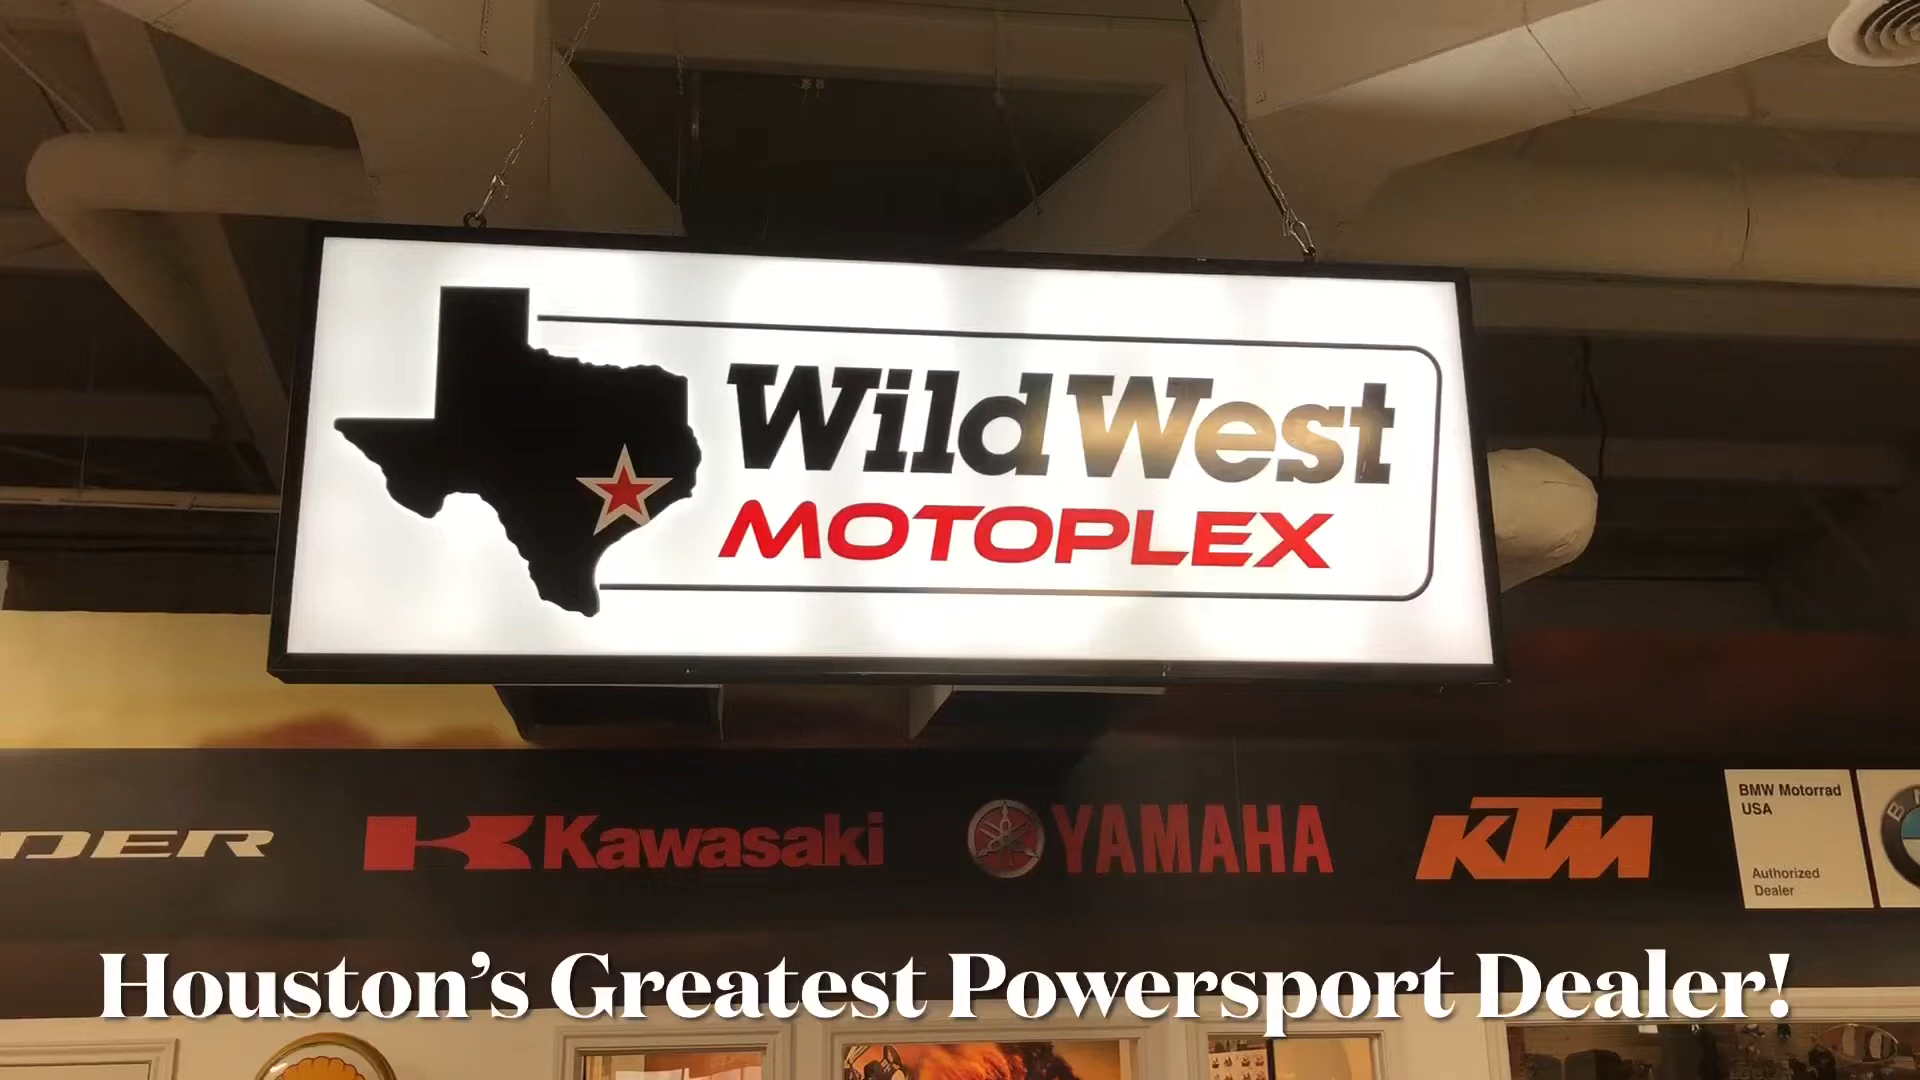 Wild West
MOTOPLEX
DER
Kawasaki
YAMAHA
KTM
BMW Motorrad
USA
Authorized
Dealer
B
Houston's Greatest Powersport Dealer!